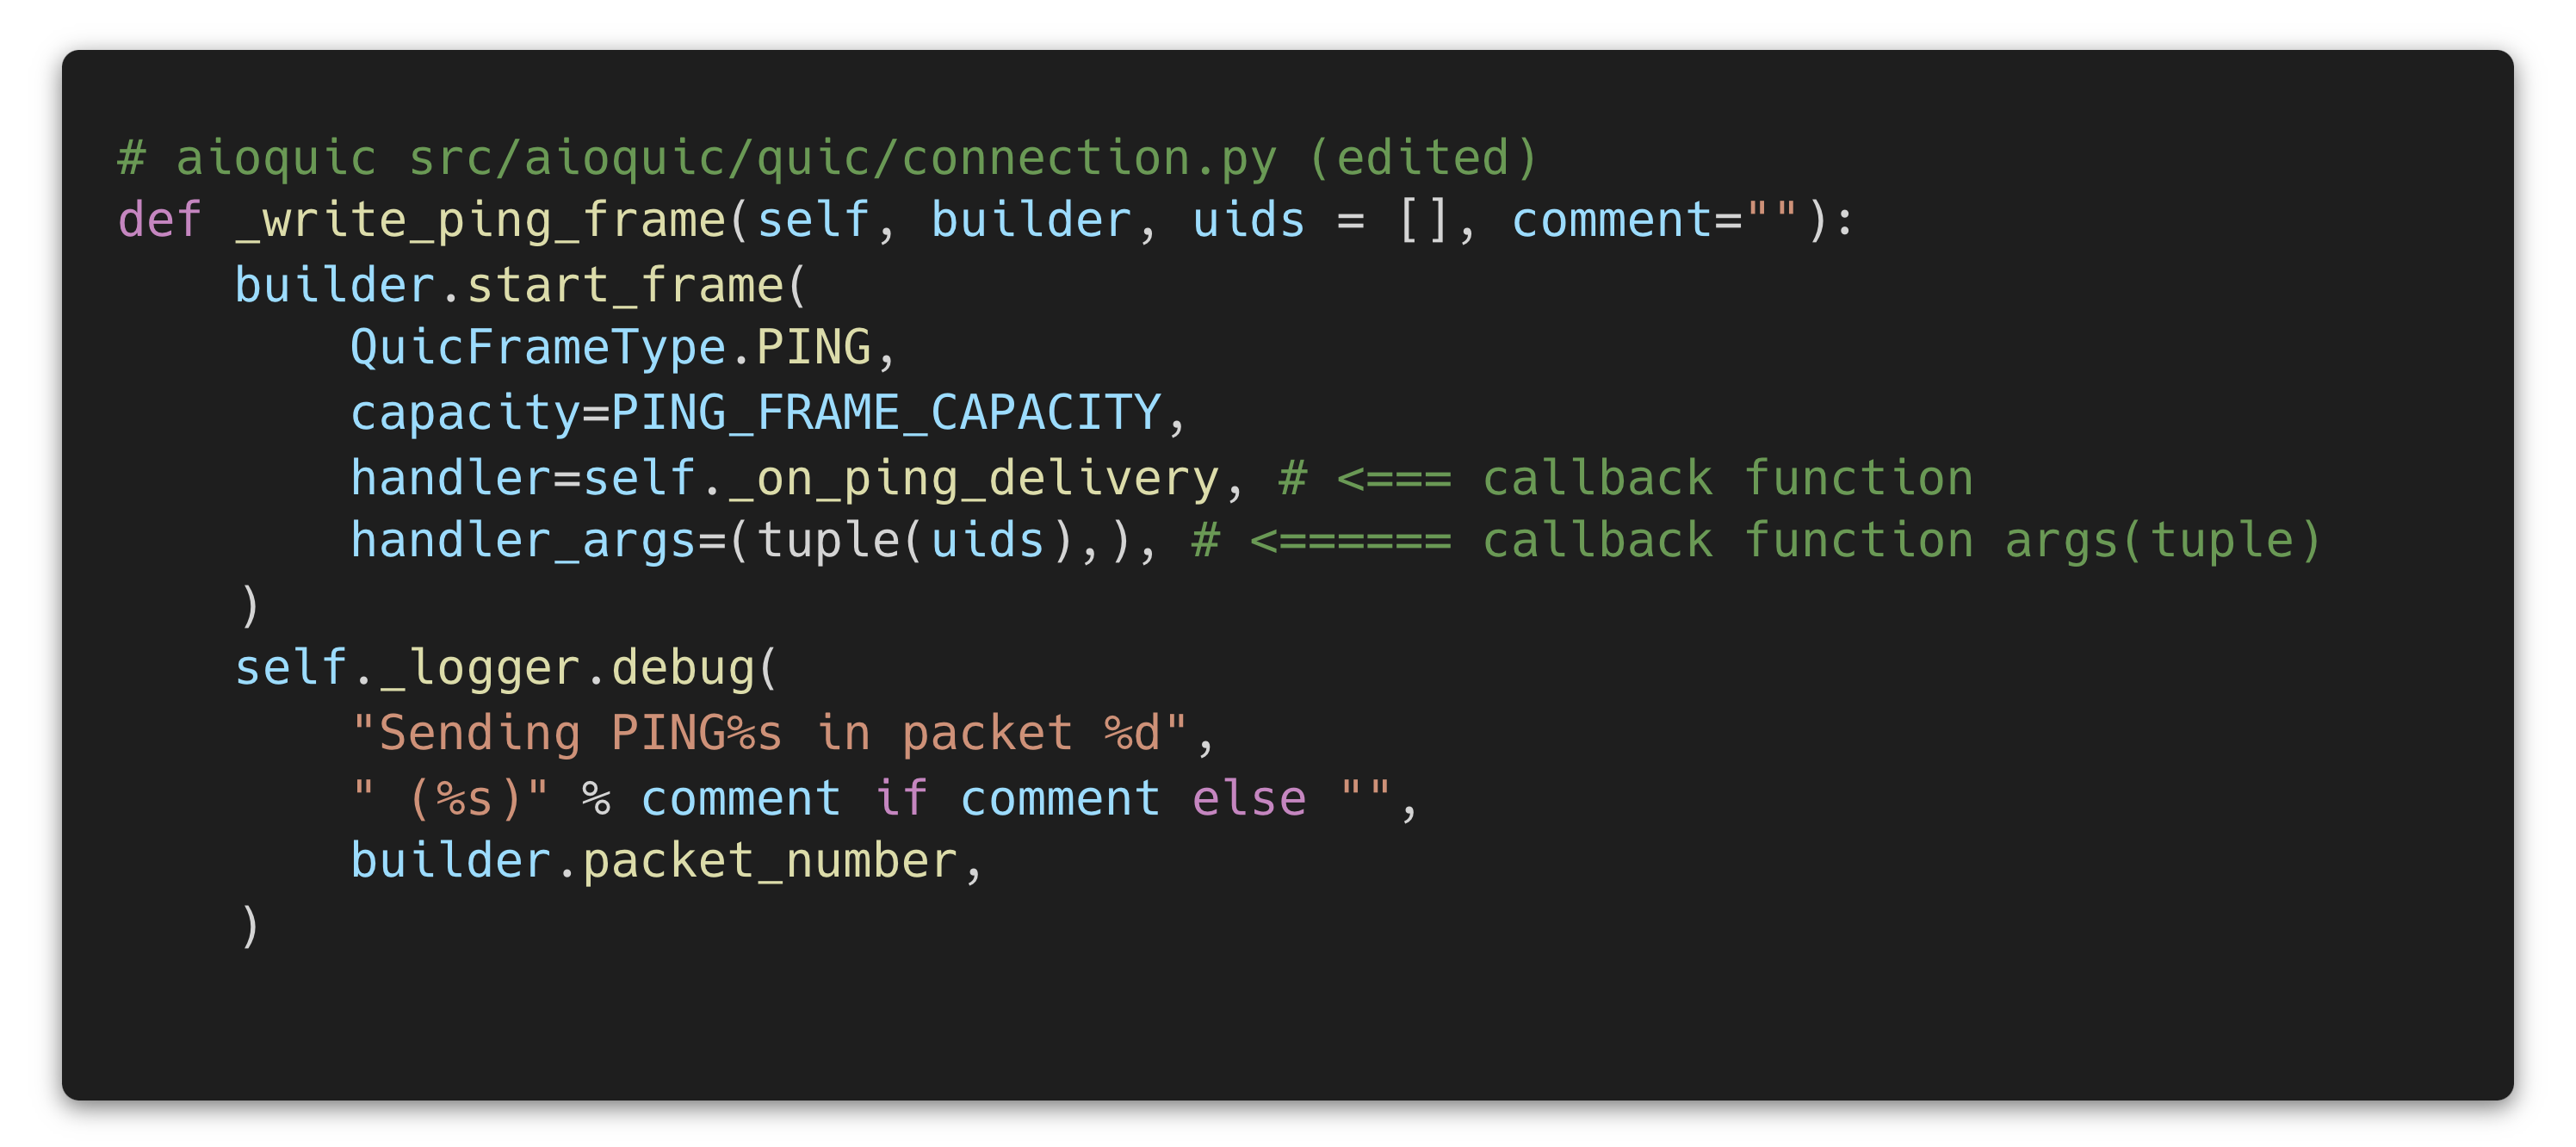 # aioquic src/aioquic/quic/connection.py (edited)
def _write_ping_frame(self, builder, uids = [], comment=""):
    builder.start_frame(
        QuicFrameType.PING,
        capacity=PING_FRAME_CAPACITY,
        handler=self._on_ping_delivery, # <=== callback function
        handler_args=(tuple(uids),), # <====== callback function args(tuple)
    )
    self._logger.debug(
        "Sending PING%s in packet %d",
        " (%s)" % comment if comment else "",
        builder.packet_number,
    )